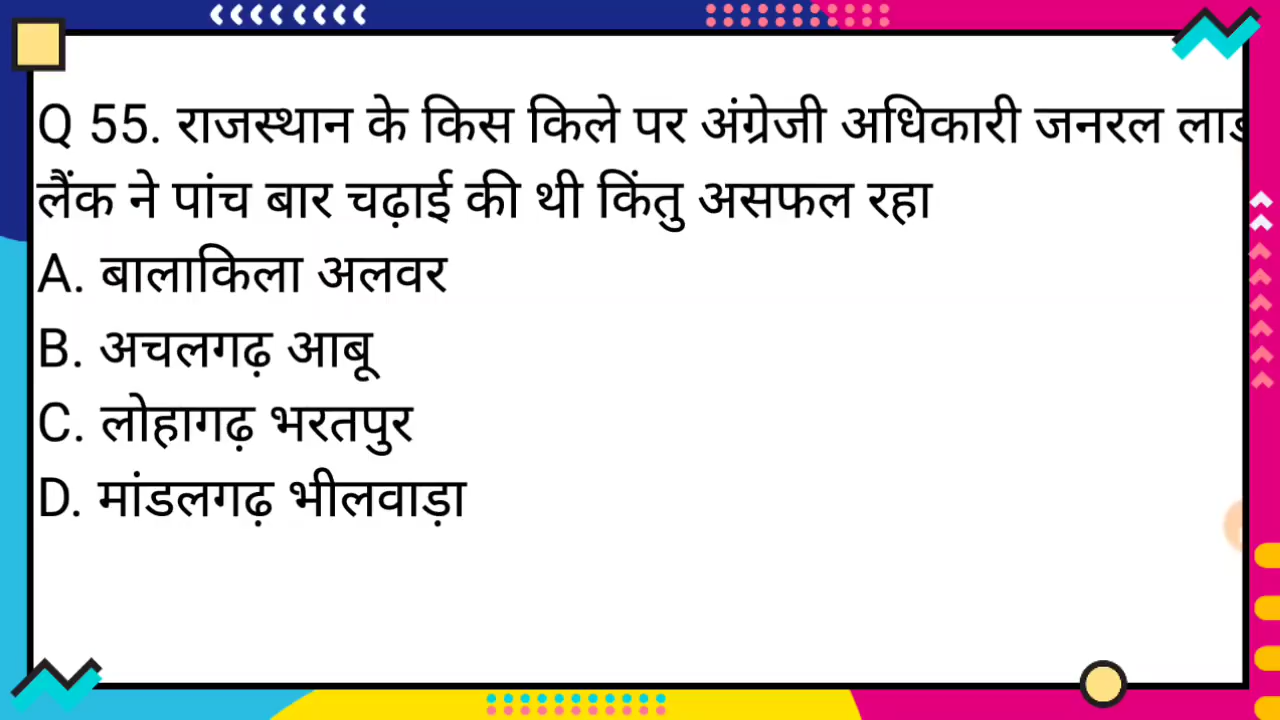 Q 55. राजस्थान के किस किले पर अंग्रेजी अधिकारी जनरल
लैंक ने पांच बार चढ़ाई की थी किंतु असफल रहा
A. बालाकिला अलवर
B. अचलगढ़ आबू
C. लोहागढ़ भरतपुर
D. मांडलगढ़ भीलवाड़ा